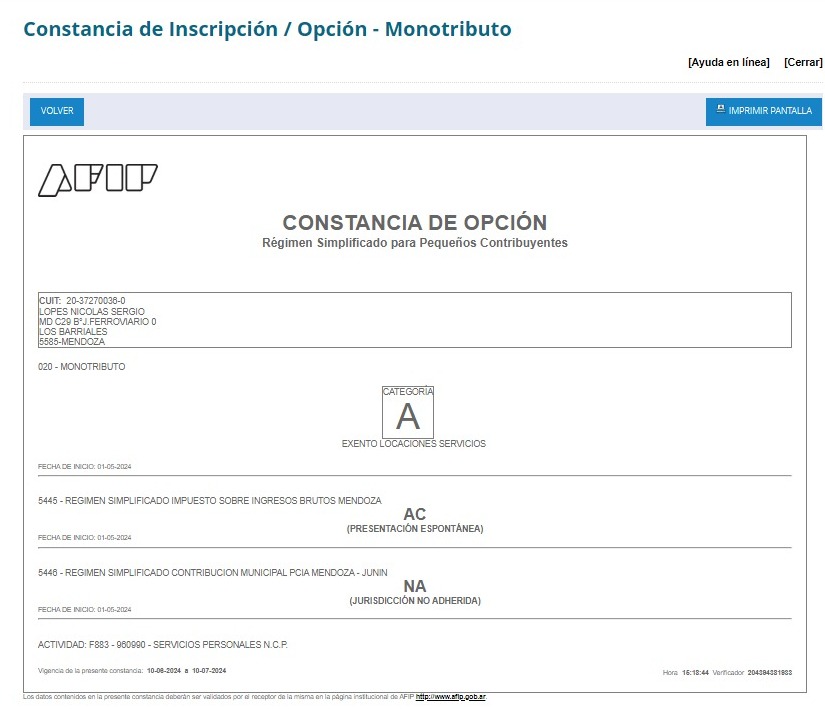 Constancia de Inscripción / Opción - Monotributo
[Ayuda en línea] [Cerrar]
VOLVER
IMPRIMIR PANTALLA
AFIP
CONSTANCIA DE OPCIÓN
Régimen Simplificado para Pequeños Contribuyentes
CUIT: 20-37270036-0
LOPES NICOLAS SERGIO
MD C29 B°J.FERROVIARIO 0
LOS BARRIALES
5585-MENDOZA
020 - MONOTRIBUTO
CATEGORÍA
A
EXENTO LOCACIONES SERVICIOS
FECHA DE INICIO: 01-05-2024
5445 - REGIMEN SIMPLIFICADO IMPUESTO SOBRE INGRESOS BRUTOS MENDOZA
AC
(PRESENTACIÓN ESPONTÁNEA)
FECHA DE INICIO: 01-05-2024
5446 - REGIMEN SIMPLIFICADO CONTRIBUCION MUNICIPAL PCIA MENDOZA - JUNIN
NA
(JURISDICCIÓN NO ADHERIDA)
FECHA DE INICIO: 01-05-2024
ACTIVIDAD: F883 - 960990 - SERVICIOS PERSONALES N.C.P.
Vigencia de la presente constancia: 10-06-2024 a 10-07-2024
Hora 15:18:44 Verificador
Los datos contenidos en la presente constancia deberán ser validados por el receptor de la misma en la página institucional de AFIP http://www.afip.gob.ar.